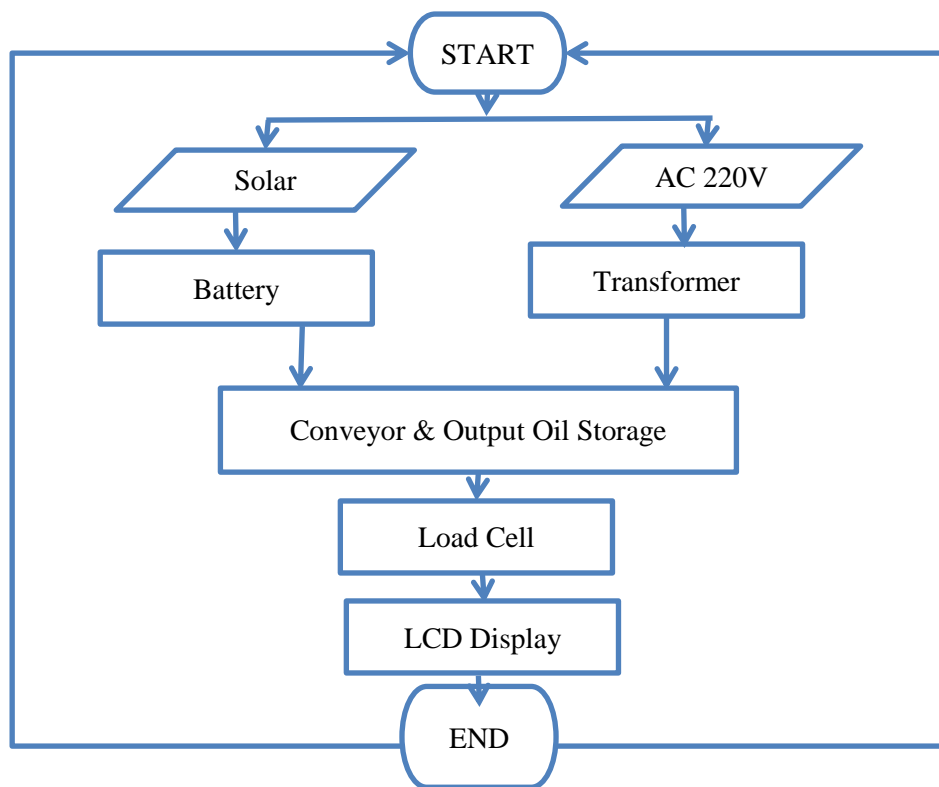 START
Solar
AC 220V
Battery
Transformer
Conveyor & Output Oil Storage
Load Cell
LCD Display
END